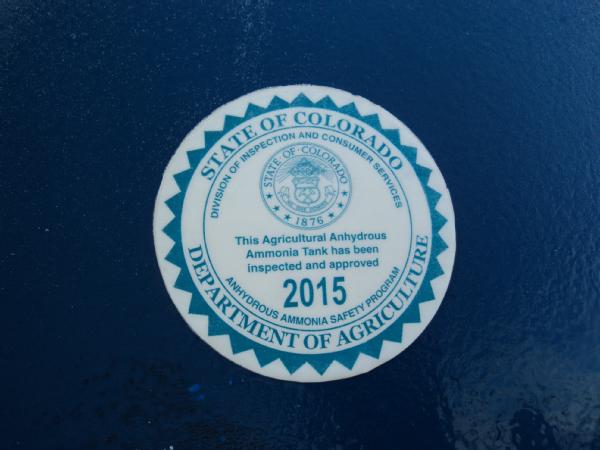 STATE OF COLORADO
DIVISION OF INSPECTION AND CONSUMER SERVICES
STATE OF COLORADO
1876
This Agricultural Anhydrous
Ammonia Tank has been
inspected and approved
2015
ANHYDROUS AMMONIA SAFETY PROGRAM
DEPARTMENT OF AGRICULTURE